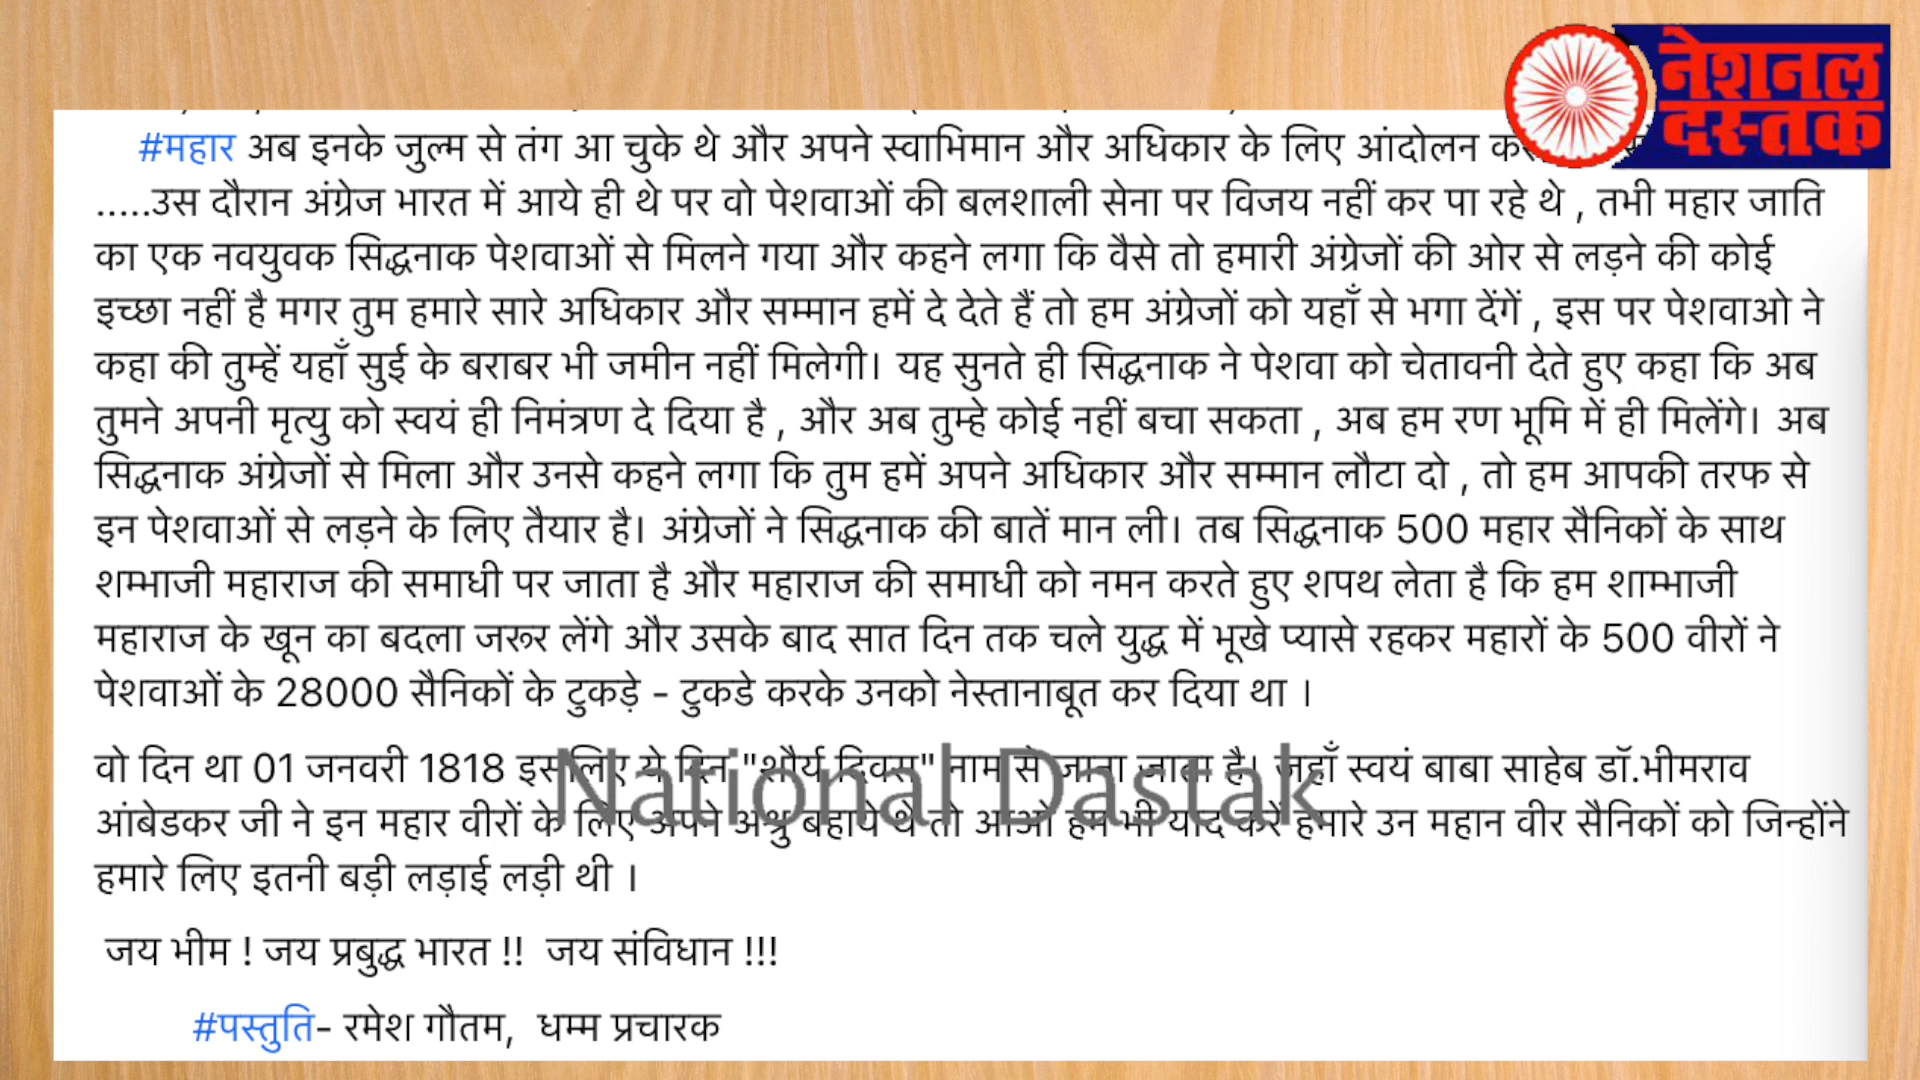 नेशनल
दस्तक
#महार अब इनके जुल्म से तंग आ चुके थे और अपने स्वाभिमान और अधिकार के लिए आंदोलन
.....उस दौरान अंग्रेज भारत में आये ही थे पर वो पेशवाओं की बलशाली सेना पर विजय नहीं कर पा रहे थे , तभी महार जाति
का एक नवयुवक सिद्धनाक पेशवाओं से मिलने गया और कहने लगा कि वैसे तो हमारी अंग्रेजों की ओर से लड़ने की कोई
इच्छा नहीं है मगर तुम हमारे सारे अधिकार और सम्मान हमें दे देते हैं तो हम अंग्रेजों को यहाँ से भगा देंगें , इस पर पेशवाओ ने
कहा की तुम्हें यहाँ सुई के बराबर भी जमीन नहीं मिलेगी। यह सुनते ही सिद्धनाक ने पेशवा को चेतावनी देते हुए कहा कि अब
तुमने अपनी मृत्यु को स्वयं ही निमंत्रण दे दिया है , और अब तुम्हे कोई नहीं बचा सकता , अब हम रण भूमि में ही मिलेंगे। अब
सिद्धनाक अंग्रेजों से मिला और उनसे कहने लगा कि तुम हमें अपने अधिकार और सम्मान लौटा दो , तो हम आपकी तरफ से
इन पेशवाओं से लड़ने के लिए तैयार है। अंग्रेजों ने सिद्धनाक की बातें मान ली। तब सिद्धनाक 500 महार सैनिकों के साथ
शम्भाजी महाराज की समाधी पर जाता है और महाराज की समाधी को नमन करते हुए शपथ लेता है कि हम शाम्भाजी
महाराज के खून का बदला जरूर लेंगे और उसके बाद सात दिन तक चले युद्ध में भूखे प्यासे रहकर महारों के 500 वीरों ने
पेशवाओं के 28000 सैनिकों के टुकड़े - टुकडे करके उनको नेस्तानाबूत कर दिया था ।
वो दिन था 01 जनवरी 1818 इसलिए ये दिन "शौर्य दिवस" नाम से जाना जाता है। जहाँ स्वयं बाबा साहेब डॉ.भीमराव
आंबेडकर जी ने इन महार वीरों के लिए अपने अश्रु बहाये थे तो आओ हम भी याद करें हमारे उन महान वीर सैनिकों को जिन्होंने
हमारे लिए इतनी बड़ी लड़ाई लड़ी थी ।
National Dastak
जय भीम ! जय प्रबुद्ध भारत !! जय संविधान !!!
#पस्तुति- रमेश गौतम, धम्म प्रचारक